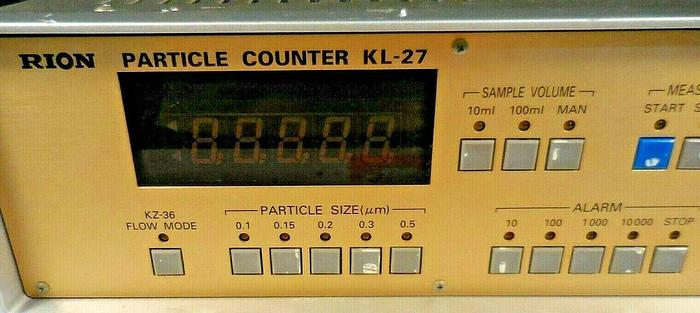 RION PARTICLE COUNTER KL-27
SAMPLE VOLUME
10ml 100ml MAN
START
KZ-36
FLOW MODE
PARTICLE SIZE(μm)
0.1 0.15 0.2 0.3 0.5
ALARM
10 100 1000 10000 STOP